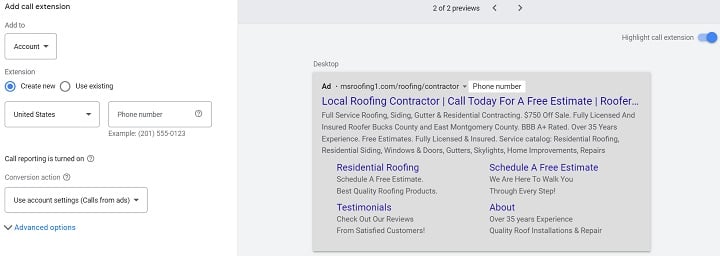 Add call extension
Add to
Account
Extension
Create new Use existing
United States Phone number
Example: (201) 555-0123
Call reporting is turned on
Conversion action
Use account settings (Calls from ads)
Advanced options
2 of 2 previews
Highlight call extension
Desktop
Ad · msroofing1.com/roofing/contractor Phone number
Local Roofing Contractor | Call Today For A Free Estimate | Roofer...
Full Service Roofing, Siding, Gutter & Residential Contracting. $750 Off Sale. Fully Licensed And
Insured Roofer Bucks County and East Montgomery County. BBB A+ Rated. Over 35 Years
Experience. Free Estimates. Fully Licensed & Insured. Service catalog: Residential Roofing,
Residential Siding, Windows & Doors, Gutters, Skylights, Home Improvements, Repairs
Residential Roofing
Schedule A Free Estimate.
Best Quality Roofing Products.
Schedule A Free Estimate
We Are Here To Walk You
Through Every Step!
Testimonials
Check Out Our Reviews
From Satisfied Customers!
About
Over 35 years Experience
Quality Roof Installations & Repair